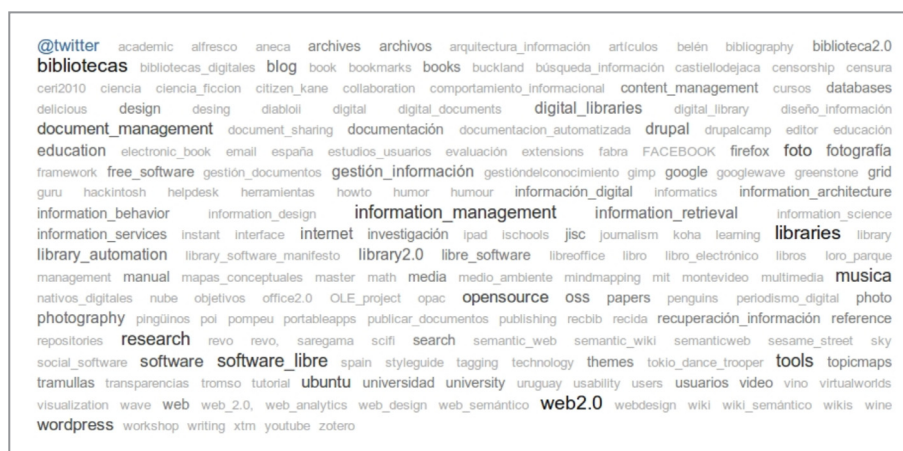 @twitter academic alfresco aneca archives archivos arquitectura_información artículos belén bibliography biblioteca2.0
bibliotecas bibliotecas_digitales blog book bookmarks books buckland búsqueda_información castiellodejaca censorship censura
ceri2010 ciencia ciencia_ficcion citizen_kane collaboration comportamiento_informacional content_management cursos databases
delicious design desing diabloii digital digital_documents digital_libraries digital_library diseño_información
document_management document_sharing documentación documentacion_automatizada drupal drupalcamp editor educación
education electronic_book email españa estudios_usuarios evaluación extensions fabra FACEBOOK firefox foto fotografía
framework free_software gestión_documentos gestión_información gestióndelconocimiento gimp google googlewave greenstone grid
guru hackintosh helpdesk herramientas howto humor humour información_digital informatics information_architecture
information_behavior information_design information_management information_retrieval information_science
information_services instant interface internet investigación ipad ischools jisc journalism koha learning libraries library
library_automation library_software_manifesto library2.0 libre_software libreoffice libro libro_electrónico libros loro_parque
management manual mapas_conceptuales master math media medio_ambiente mindmapping mit montevideo multimedia musica
nativos_digitales nube objetivos office2.0 OLE_project opac opensource oss papers penguins periodismo_digital photo
photography pingüinos poi pompeu portableapps publicar_documentos publishing recbib recida recuperación_información reference
repositories research revo revo, saregama scifi search semantic_web semantic_wiki semanticweb sesame_street sky
social_software software software_libre spain styleguide tagging technology themes tokio_dance_trooper tools topicmaps
tramullas transparencias tromso tutorial ubuntu universidad university uruguay usability users usuarios video vino virtualworlds
visualization wave web web_2.0, web_analytics web_design web_semántico web2.0 webdesign wiki wiki_semántico wikis wine
wordpress workshop writing xtm youtube zotero